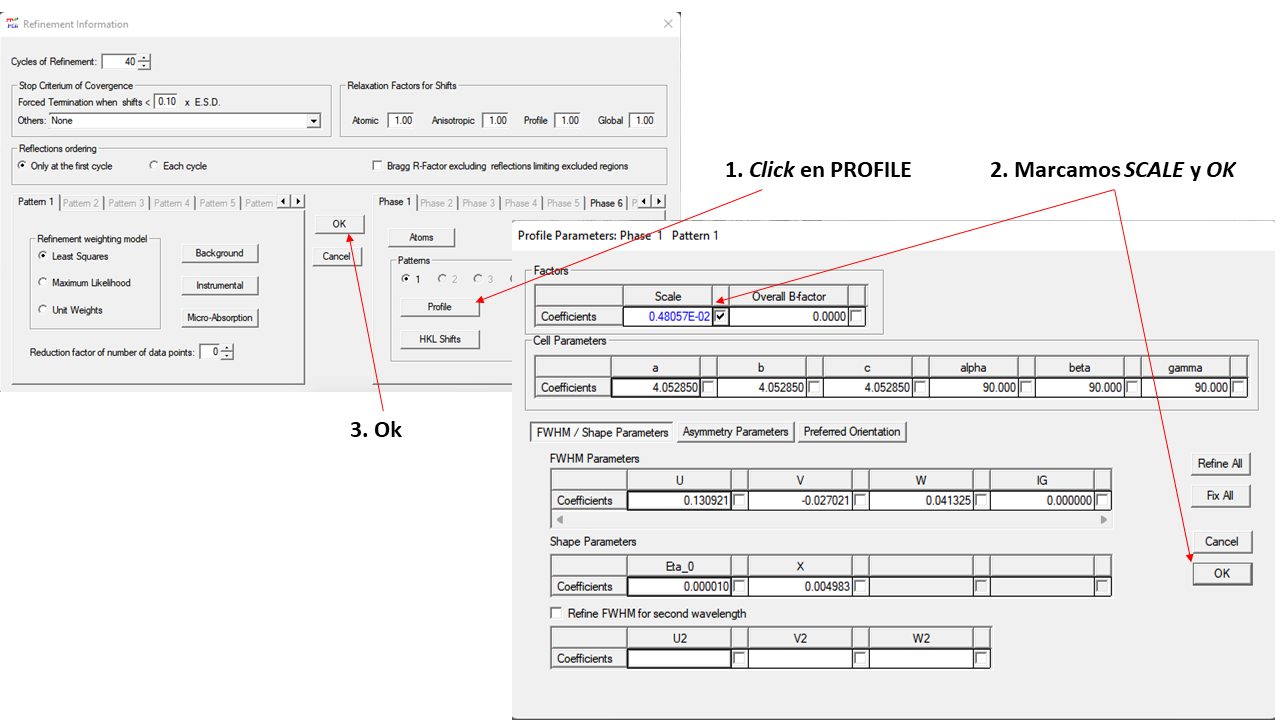 Refinement Information
Cycles of Refinement: 40
Stop Criterium of Covergence
Forced Termination when shifts < 0.10 x E.S.D.
Others: None
Relaxation Factors for Shifts
Atomic 1.00 Anisotropic 1.00 Profile 1.00 Global 1.00
Reflections ordering
Only at the first cycle Each cycle Bragg R-Factor excluding reflections limiting excluded regions
Pattern 1 Pattern 2 Pattern 3 Pattern 4 Pattern 5 Pattern
Refinement weighting model
Least Squares
Maximum Likelihood
Unit Weights
Background
Instrumental
Micro-Absorption
Reduction factor of number of data points: 0
OK
Cancel
Phase 1 Phase 2 Phase 3 Phase 4 Phase 5 Phase 6 P
Atoms
Patterns
1 2 3
Profile
HKL Shifts
1. Click en PROFILE
2. Marcamos SCALE y OK
3. Ok
Profile Parameters: Phase 1 Pattern 1
Factors
Scale Overall B-factor
Coefficients 0.48057E-02 0.0000
Cell Parameters
a b c alpha beta gamma
Coefficients 4.052850 4.052850 4.052850 90.000 90.000 90.000
FWHM / Shape Parameters Asymmetry Parameters Preferred Orientation
FWHM Parameters
U V W IG
Coefficients 0.130921 -0.027021 0.041325 0.000000
Shape Parameters
Eta_0 X
Coefficients 0.000010 0.004983
Refine FWHM for second wavelength
U2 V2 W2
Coefficients
Refine All
Fix All
Cancel
OK